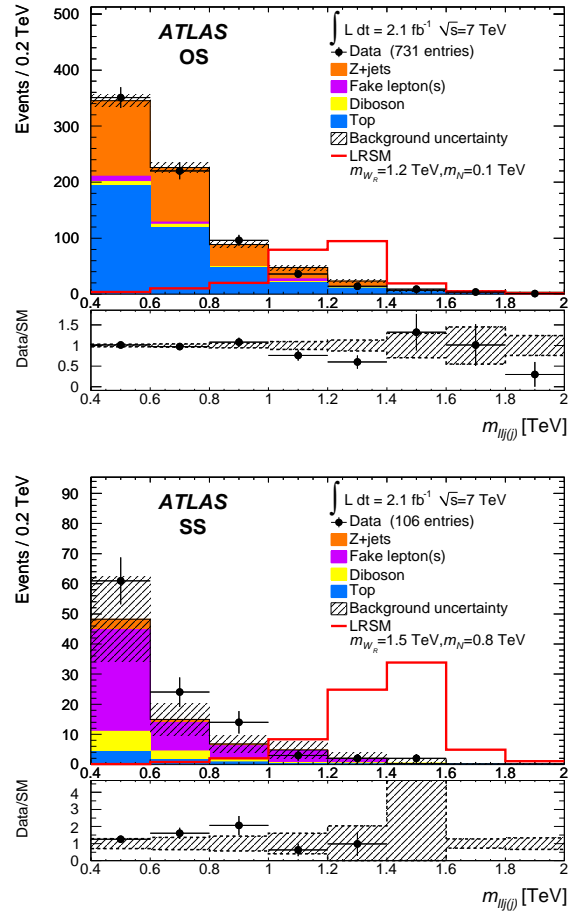 ATLAS
OS
∫ L dt = 2.1 fb⁻¹ √s=7 TeV
Data (731 entries)
Z+jets
Fake lepton(s)
Diboson
Top
Background uncertainty
LRSM
m_{W_R}=1.2 TeV,m_N=0.1 TeV
Events / 0.2 TeV
500
400
300
200
100
0
0.4 0.6 0.8 1 1.2 1.4 1.6 1.8 2
Data/SM
1.5
1
0.5
0
0.4 0.6 0.8 1 1.2 1.4 1.6 1.8 2
m_{llj(j)} [TeV]
ATLAS
SS
∫ L dt = 2.1 fb⁻¹ √s=7 TeV
Data (106 entries)
Z+jets
Fake lepton(s)
Diboson
Top
Background uncertainty
LRSM
m_{W_R}=1.5 TeV,m_N=0.8 TeV
Events / 0.2 TeV
90
80
70
60
50
40
30
20
10
0
0.4 0.6 0.8 1 1.2 1.4 1.6 1.8 2
Data/SM
4
3
2
1
0
0.4 0.6 0.8 1 1.2 1.4 1.6 1.8 2
m_{llj(j)} [TeV]